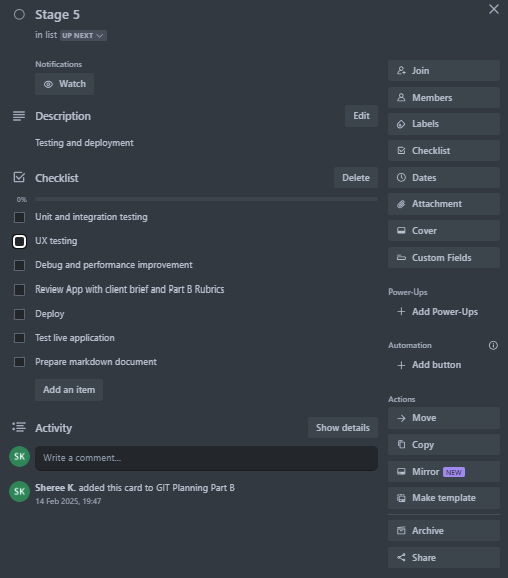 Stage 5
in list UP NEXT
Notifications
Watch
Description
Edit
Testing and deployment
Checklist
Delete
0%
Unit and integration testing
UX testing
Debug and performance improvement
Review App with client brief and Part B Rubrics
Deploy
Test live application
Prepare markdown document
Add an item
Activity
Show details
SK
Write a comment...
SK
Sheree K. added this card to GIT Planning Part B
14 Feb 2025, 19:47
Join
Members
Labels
Checklist
Dates
Attachment
Cover
Custom Fields
Power-Ups
Add Power-Ups
Automation
Add button
Actions
Move
Copy
Mirror NEW
Make template
Archive
Share